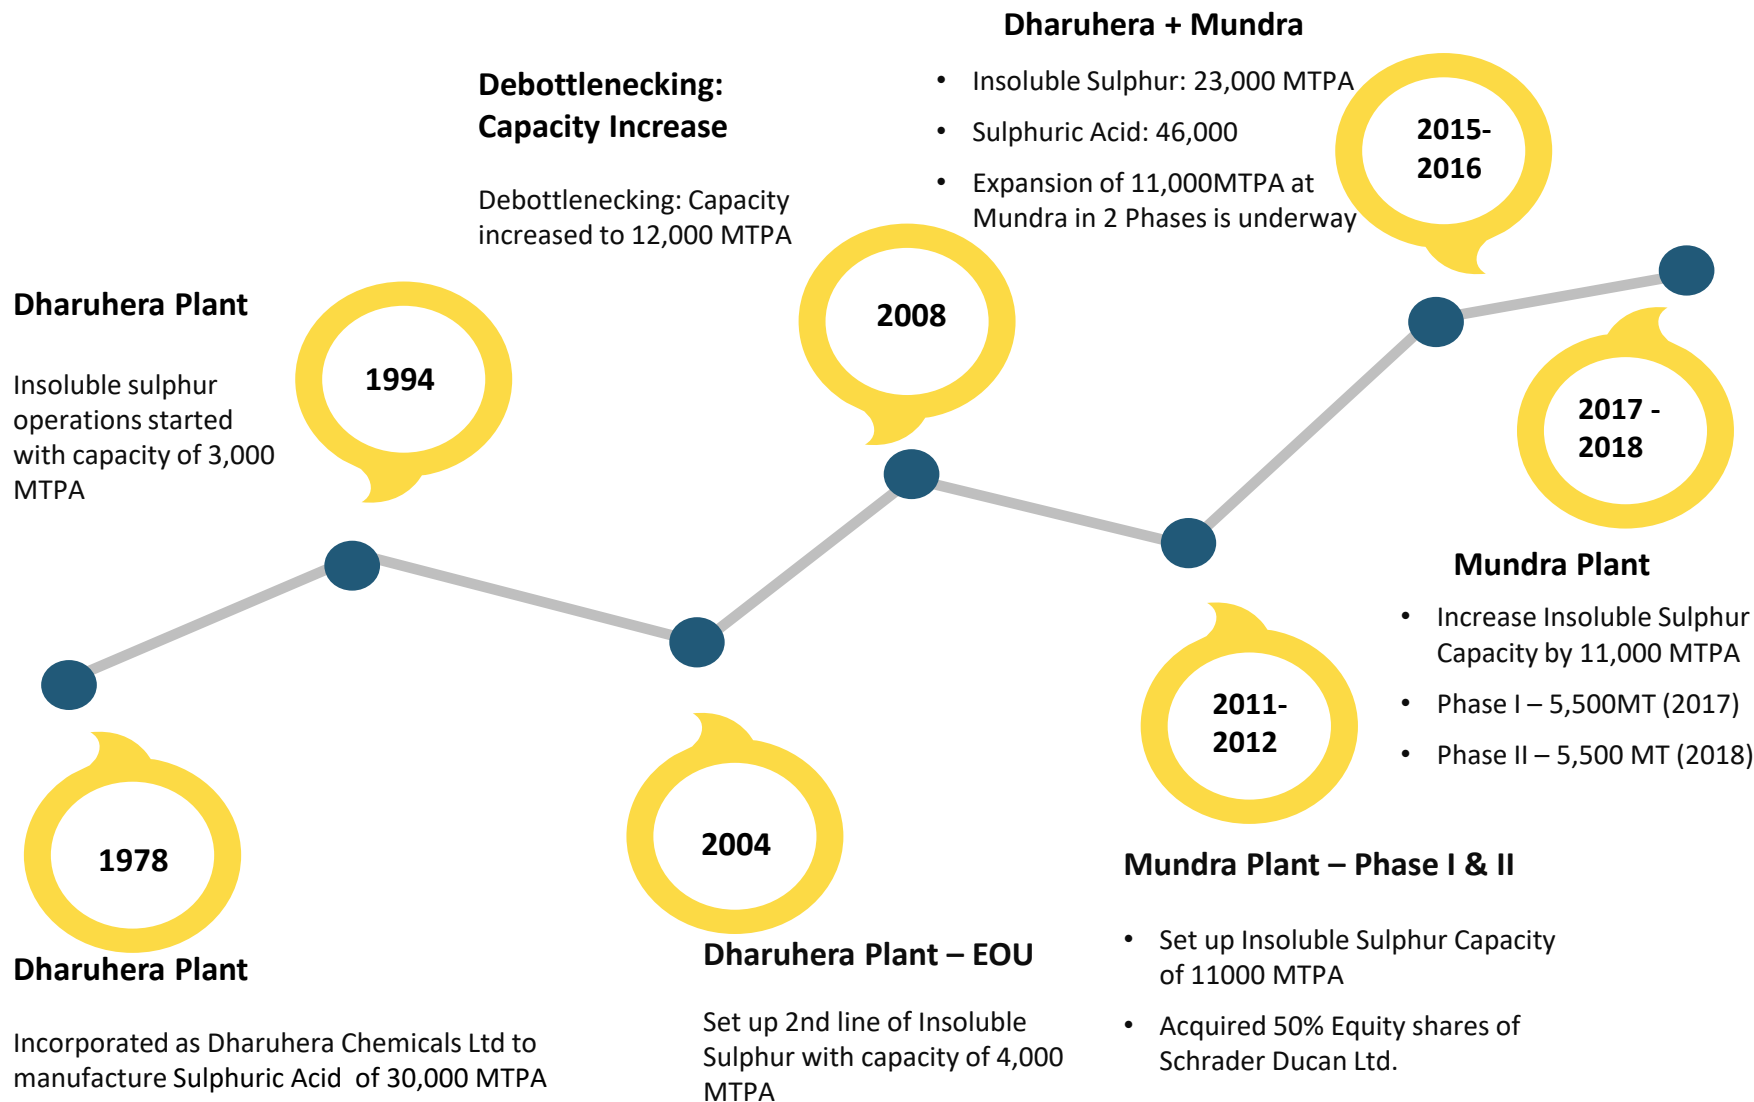 Dharuhera + Mundra
• Insoluble Sulphur: 23,000 MTPA
• Sulphuric Acid: 46,000
• Expansion of 11,000MTPA at
Mundra in 2 Phases is underway
2015-
2016
Debottlenecking:
Capacity Increase
Debottlenecking: Capacity
increased to 12,000 MTPA
2008
Dharuhera Plant
Insoluble sulphur
operations started
with capacity of 3,000
MTPA
1994
2017 -
2018
Mundra Plant
• Increase Insoluble Sulphur
Capacity by 11,000 MTPA
• Phase I – 5,500MT (2017)
• Phase II – 5,500 MT (2018)
1978
Dharuhera Plant
Incorporated as Dharuhera Chemicals Ltd to
manufacture Sulphuric Acid  of 30,000 MTPA
2004
Dharuhera Plant – EOU
Set up 2nd line of Insoluble
Sulphur with capacity of 4,000
MTPA
2011-
2012
Mundra Plant – Phase I & II
• Set up Insoluble Sulphur Capacity
of 11000 MTPA
• Acquired 50% Equity shares of
Schrader Ducan Ltd.